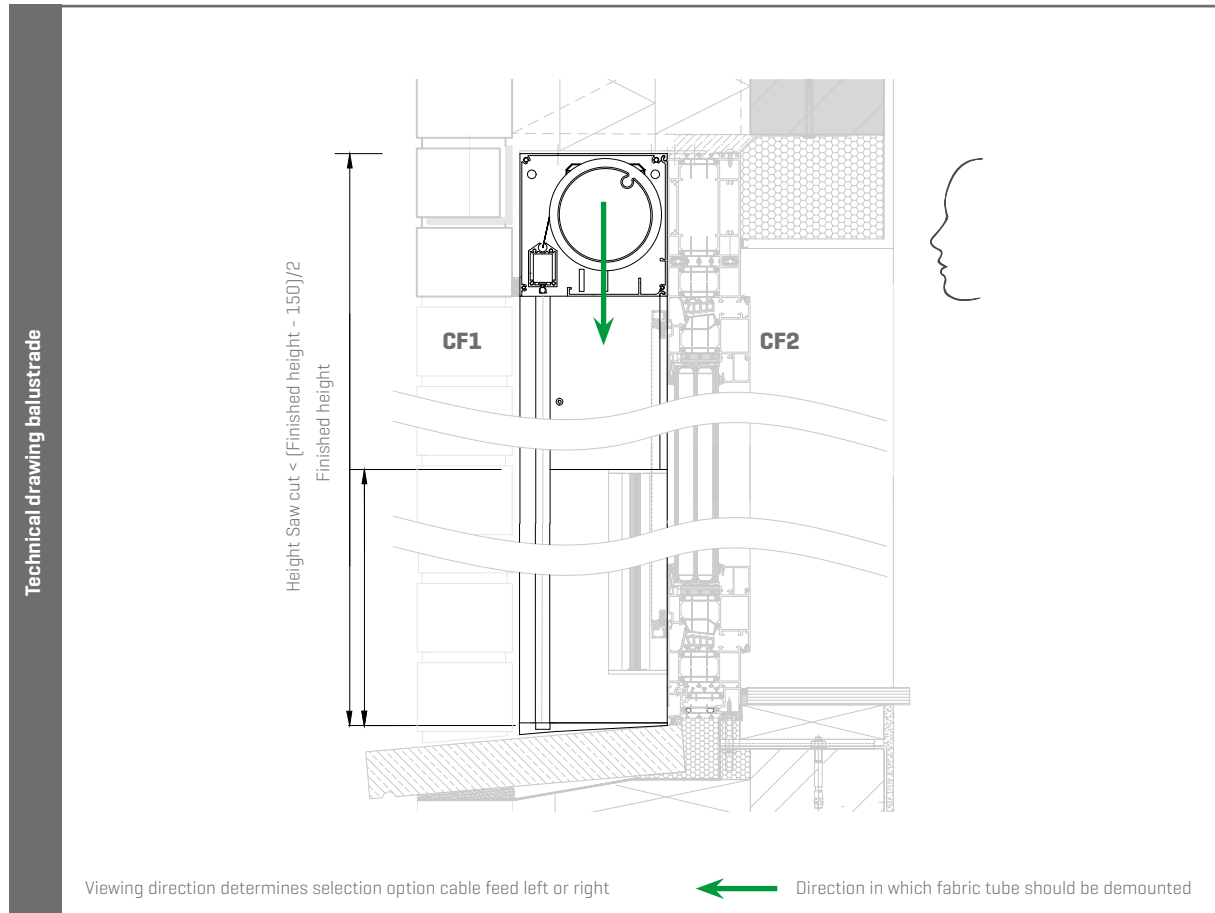 Technical drawing balustrade
Height Saw cut < (Finished height - 150)/2
Finished height
CF1
CF2
Viewing direction determines selection option cable feed left or right
Direction in which fabric tube should be demounted